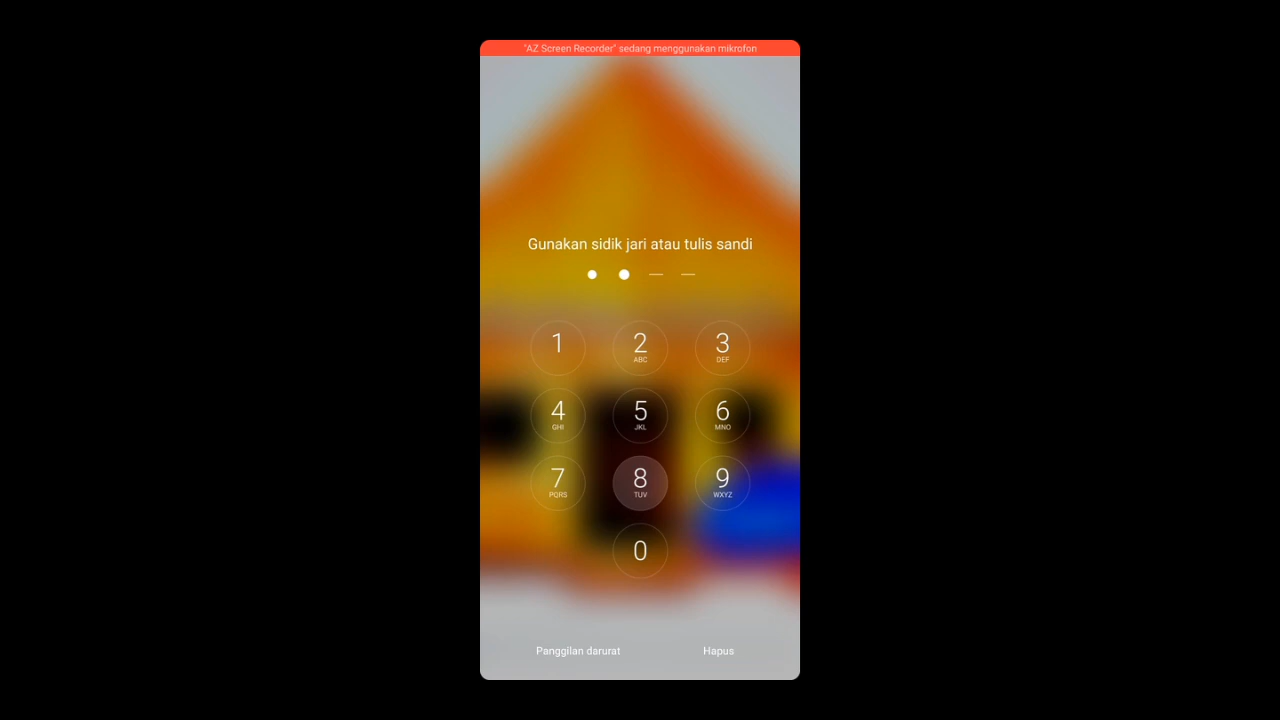 "AZ Screen Recorder" sedang menggunakan mikrofon
Gunakan sidik jari atau tulis sandi
1 2 3
ABC DEF
4 5 6
GHI JKL MNO
7 8 9
PQRS TUV WXYZ
0
Panggilan darurat Hapus